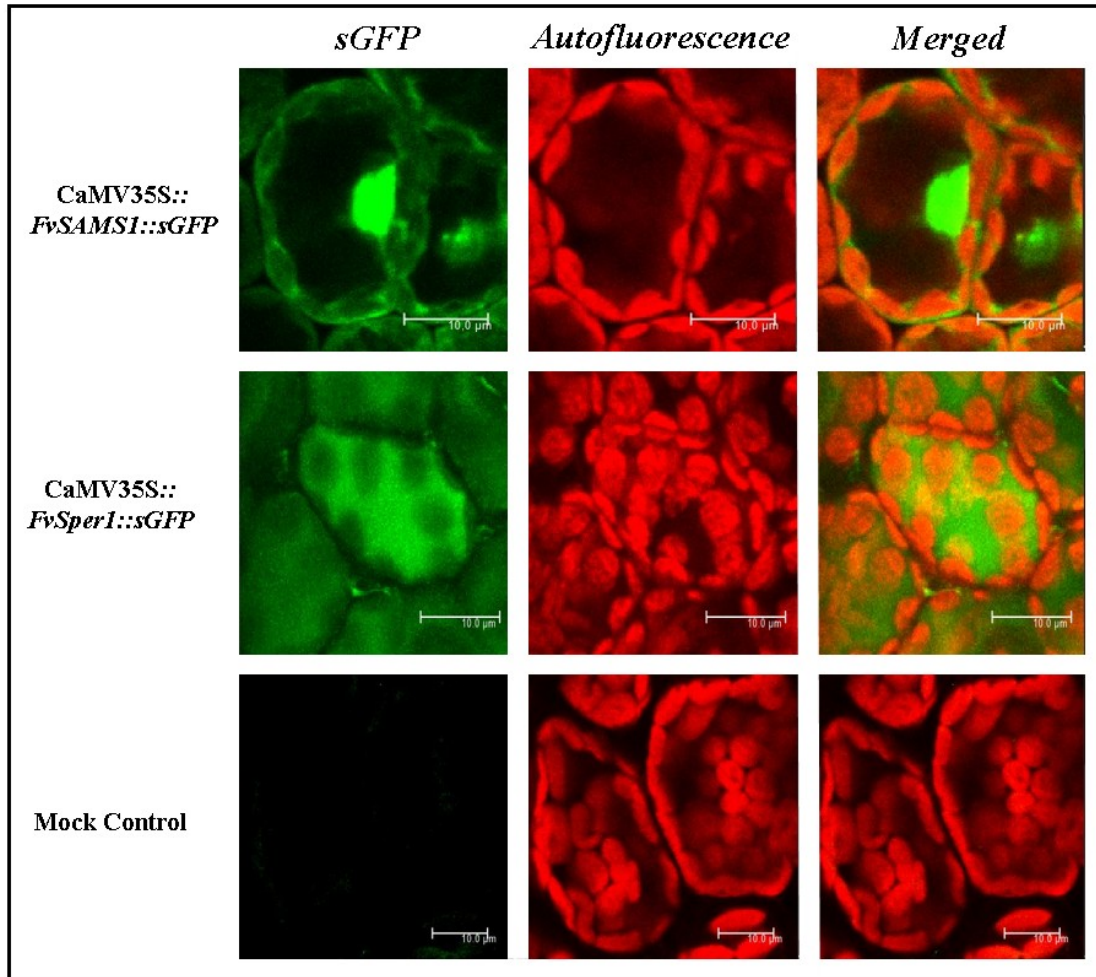 sGFP Autofluorescence Merged
CaMV35S::
FvSAMS1::sGFP
10.0 µm 10.0 µm 10.0 µm
CaMV35S::
FvSper1::sGFP
10.0 µm 10.0 µm 10.0 µm
Mock Control
10.0 µm 10.0 µm 10.0 µm